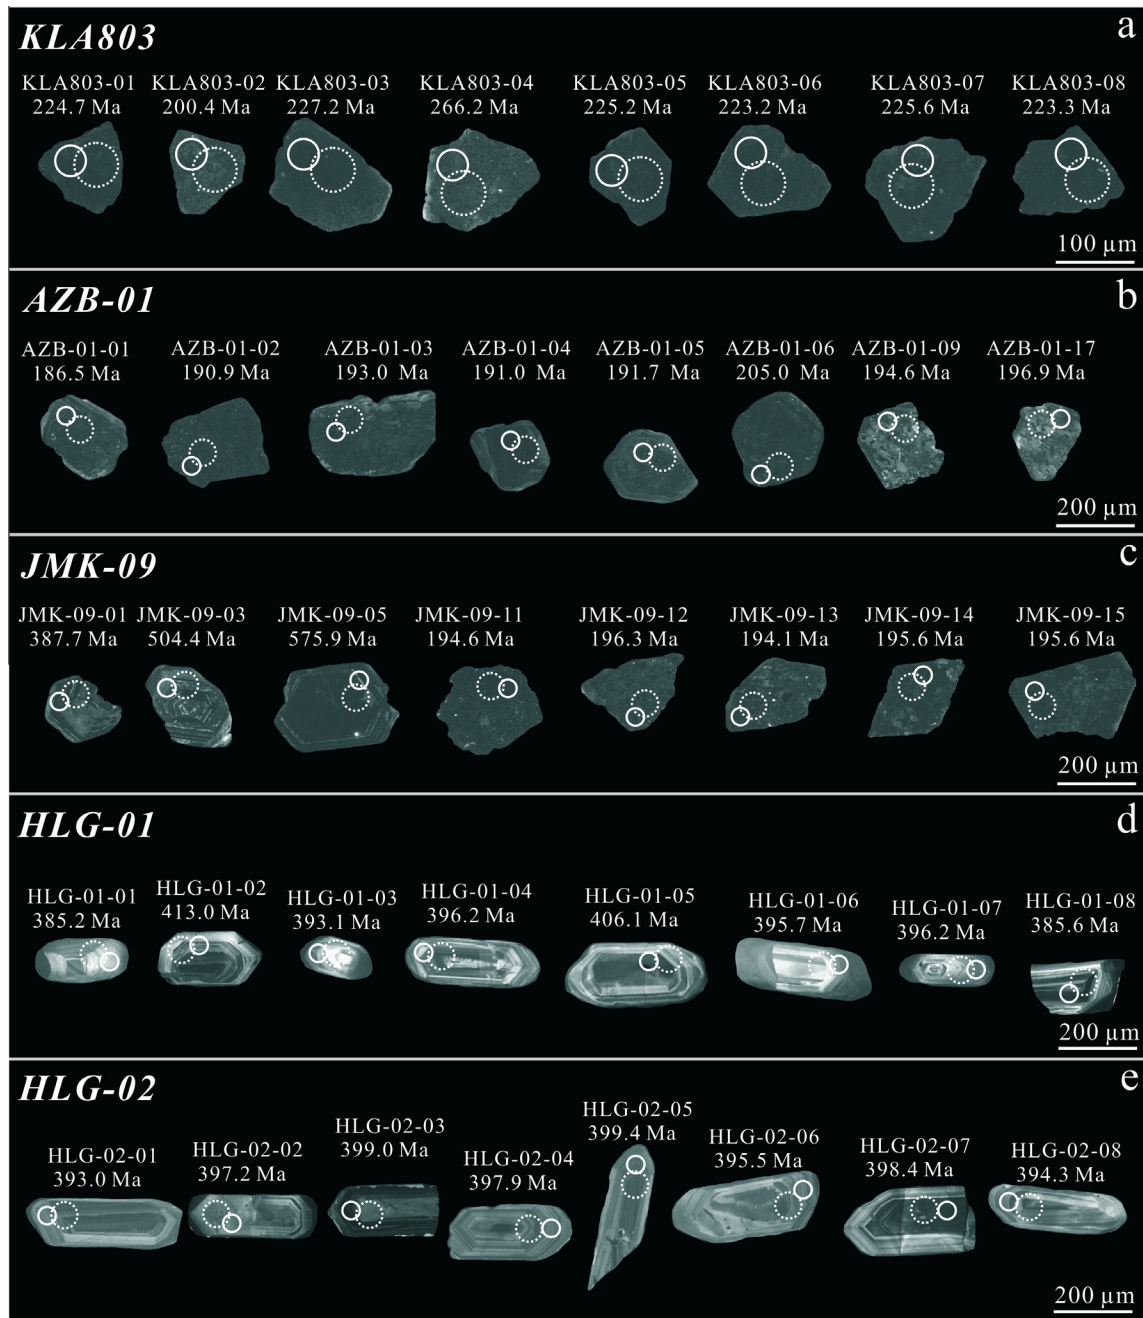 KLA803
a
KLA803-01 KLA803-02 KLA803-03 KLA803-04 KLA803-05 KLA803-06 KLA803-07 KLA803-08
224.7 Ma 200.4 Ma 227.2 Ma 266.2 Ma 225.2 Ma 223.2 Ma 225.6 Ma 223.3 Ma
100 µm
AZB-01
b
AZB-01-01 AZB-01-02 AZB-01-03 AZB-01-04 AZB-01-05 AZB-01-06 AZB-01-09 AZB-01-17
186.5 Ma 190.9 Ma 193.0 Ma 191.0 Ma 191.7 Ma 205.0 Ma 194.6 Ma 196.9 Ma
200 µm
JMK-09
c
JMK-09-01 JMK-09-03 JMK-09-05 JMK-09-11 JMK-09-12 JMK-09-13 JMK-09-14 JMK-09-15
387.7 Ma 504.4 Ma 575.9 Ma 194.6 Ma 196.3 Ma 194.1 Ma 195.6 Ma 195.6 Ma
200 µm
HLG-01
d
HLG-01-01 HLG-01-02 HLG-01-03 HLG-01-04 HLG-01-05 HLG-01-06 HLG-01-07 HLG-01-08
385.2 Ma 413.0 Ma 393.1 Ma 396.2 Ma 406.1 Ma 395.7 Ma 396.2 Ma 385.6 Ma
200 µm
HLG-02
e
HLG-02-01 HLG-02-02 HLG-02-03 HLG-02-04 HLG-02-05 HLG-02-06 HLG-02-07 HLG-02-08
393.0 Ma 397.2 Ma 399.0 Ma 397.9 Ma 399.4 Ma 395.5 Ma 398.4 Ma 394.3 Ma
200 µm